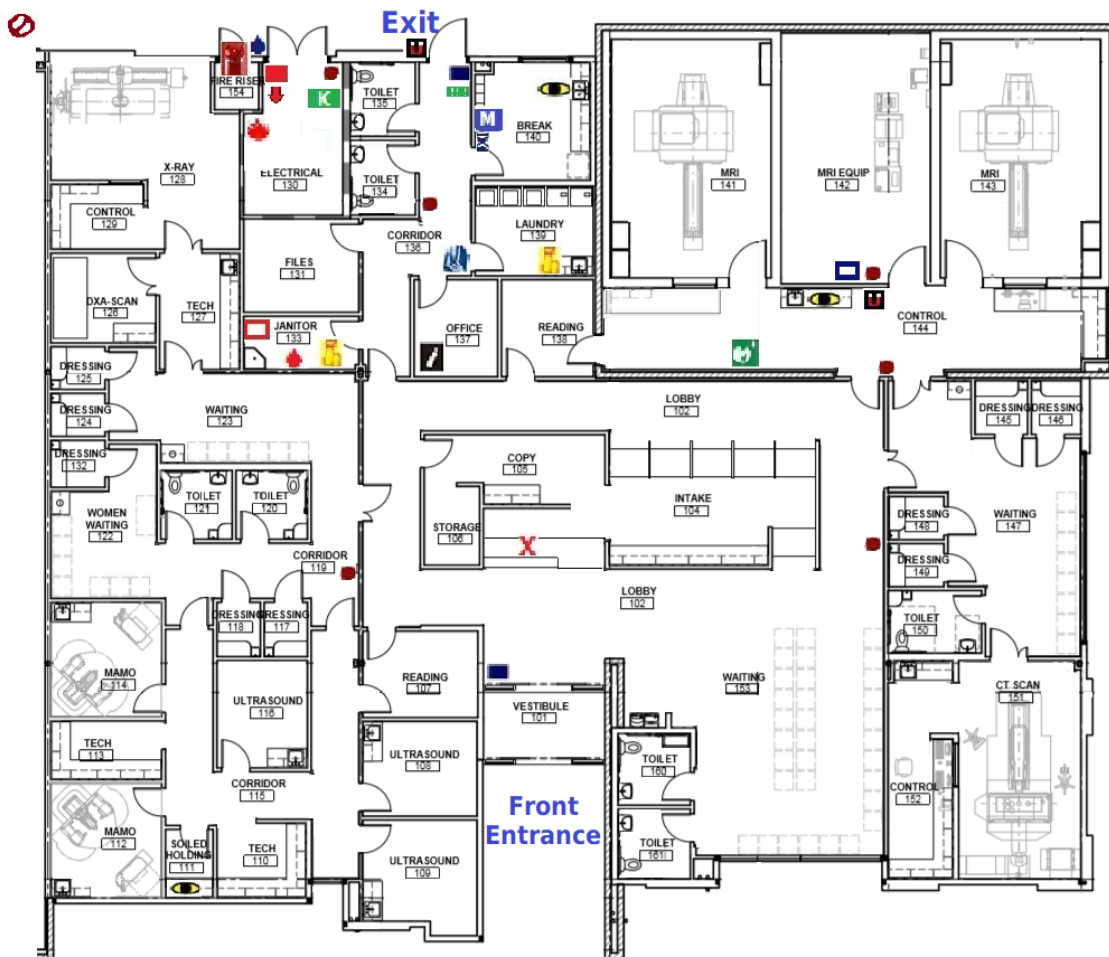 Exit
FIRE RISER
154
K
TOILET
135
M
BREAK
140
X-RAY
128
ELECTRICAL
130
TOILET
134
MRI
141
MRI EQUIP
142
MRI
143
CONTROL
129
CORRIDOR
136
LAUNDRY
139
FILES
131
DXA-SCAN
126
TECH
127
JANITOR
133
OFFICE
137
READING
138
CONTROL
144
DRESSING
125
DRESSING
124
WAITING
123
LOBBY
102
DRESSING
145
DRESSING
146
DRESSING
132
COPY
105
TOILET
121
TOILET
120
INTAKE
104
WOMEN
WAITING
122
STORAGE
106
X
DRESSING
148
WAITING
147
CORRIDOR
119
DRESSING
149
LOBBY
102
DRESSING
118
DRESSING
117
TOILET
150
MAMO
114
READING
107
WAITING
153
CT SCAN
151
ULTRASOUND
116
VESTIBULE
101
TECH
113
ULTRASOUND
108
TOILET
160
CORRIDOR
115
CONTROL
152
Front
Entrance
MAMO
112
SOILED
HOLDING
111
TECH
110
ULTRASOUND
109
TOILET
161